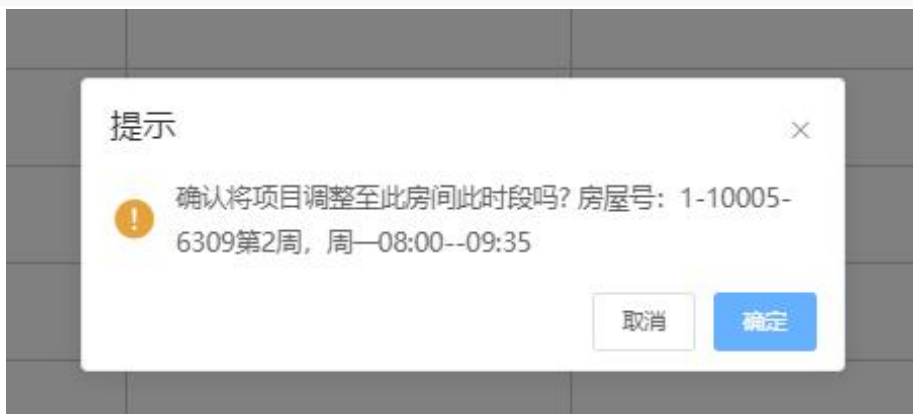 提示
确认将项目调整至此房间此时段吗? 房屋号：1-10005-
6309第2周，周一08:00--09:35
取消
确定